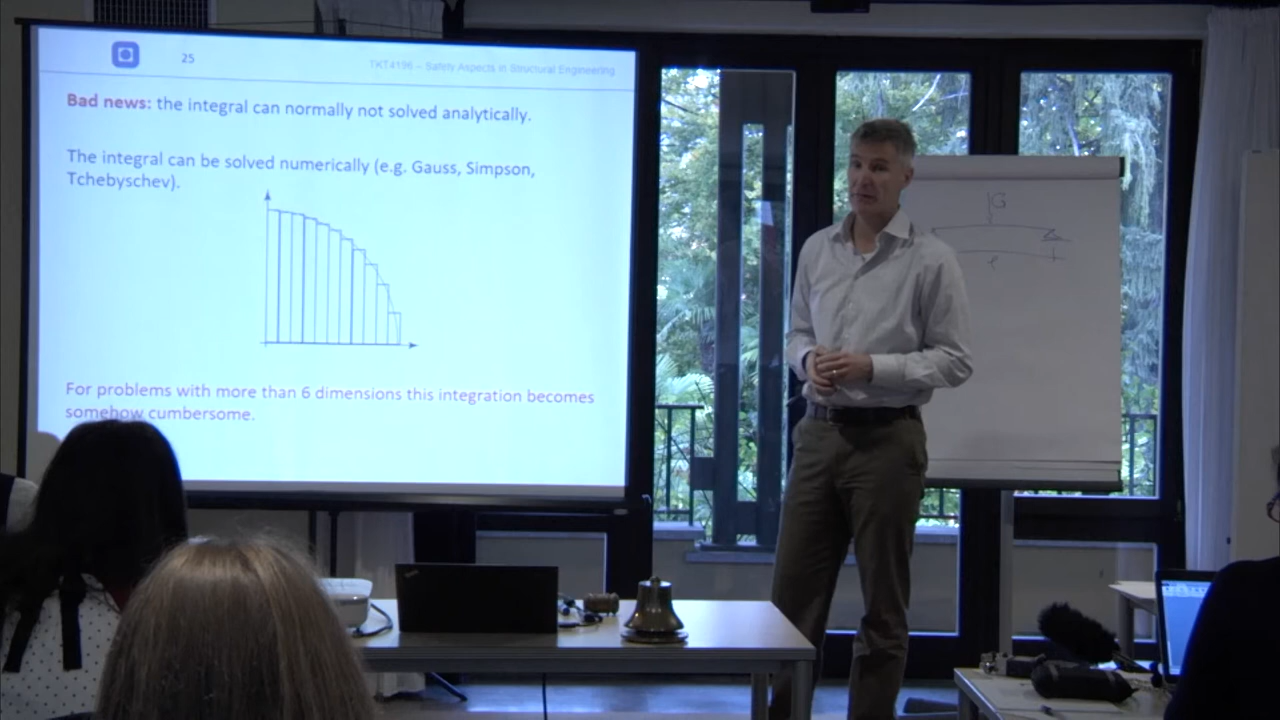 25
TKT4196 – Safety Aspects in Structural Engineering
Bad news: the integral can normally not solved analytically.
The integral can be solved numerically (e.g. Gauss, Simpson,
Tchebyschev).
For problems with more than 6 dimensions this integration becomes
somehow cumbersome.
G